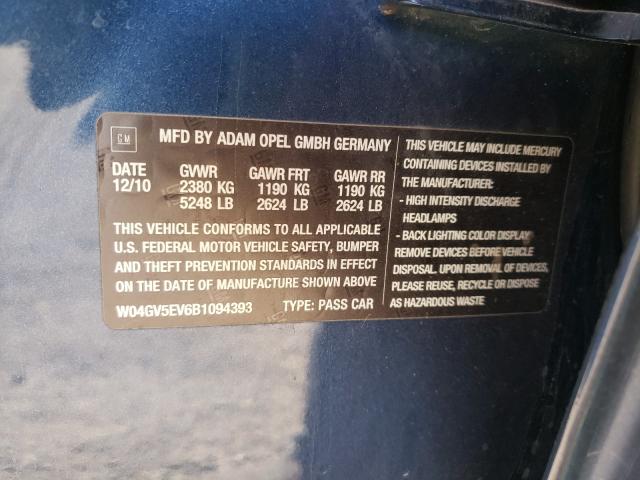 GM
MFD BY ADAM OPEL GMBH GERMANY
DATE GVWR GAWR FRT GAWR RR
12/10 2380 KG 1190 KG 1190 KG
5248 LB 2624 LB 2624 LB
THIS VEHICLE CONFORMS TO ALL APPLICABLE
U.S. FEDERAL MOTOR VEHICLE SAFETY, BUMPER
AND THEFT PREVENTION STANDARDS IN EFFECT
ON THE DATE OF MANUFACTURE SHOWN ABOVE
W04GV5EV6B1094393 TYPE: PASS CAR
THIS VEHICLE MAY INCLUDE MERCURY
CONTAINING DEVICES INSTALLED BY
THE MANUFACTURER:
- HIGH INTENSITY DISCHARGE
HEADLAMPS
- BACK LIGHTING COLOR DISPLAY
REMOVE DEVICES BEFORE VEHICLE
DISPOSAL. UPON REMOVAL OF DEVICES,
PLEASE REUSE, RECYCLE OR DISPOSE
AS HAZARDOUS WASTE